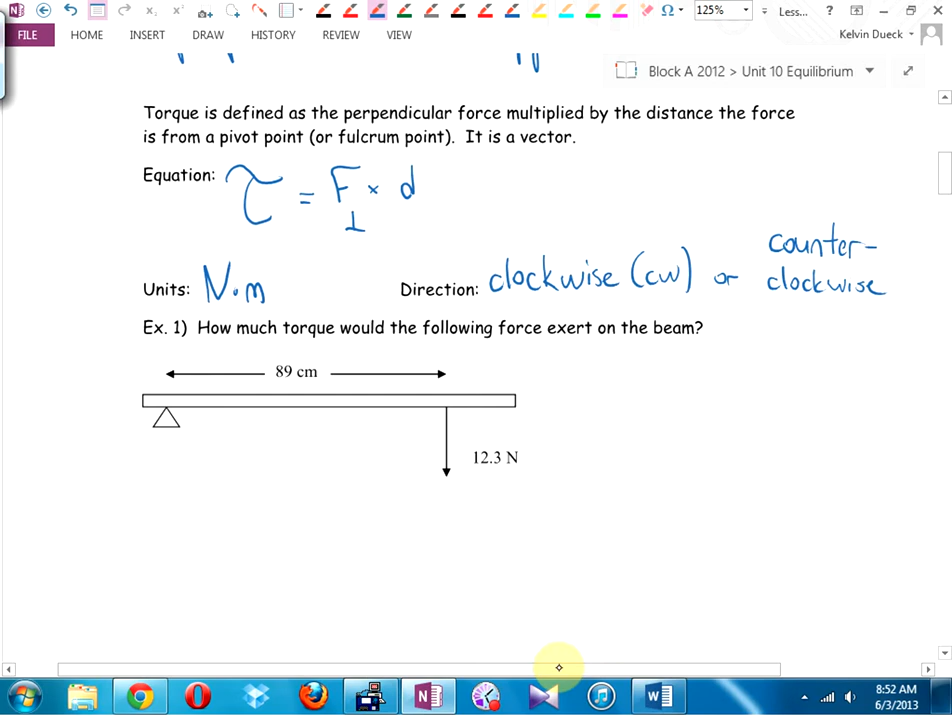 125%
Less...
FILE HOME INSERT DRAW HISTORY REVIEW VIEW
Kelvin Dueck
Block A 2012 > Unit 10 Equilibrium
Torque is defined as the perpendicular force multiplied by the distance the force
is from a pivot point (or fulcrum point). It is a vector.
Equation: τ = F⊥ × d
Units: N·m
Direction: clockwise (cw) or counter-
clockwise
Ex. 1) How much torque would the following force exert on the beam?
89 cm
12.3 N
8:52 AM
6/3/2013